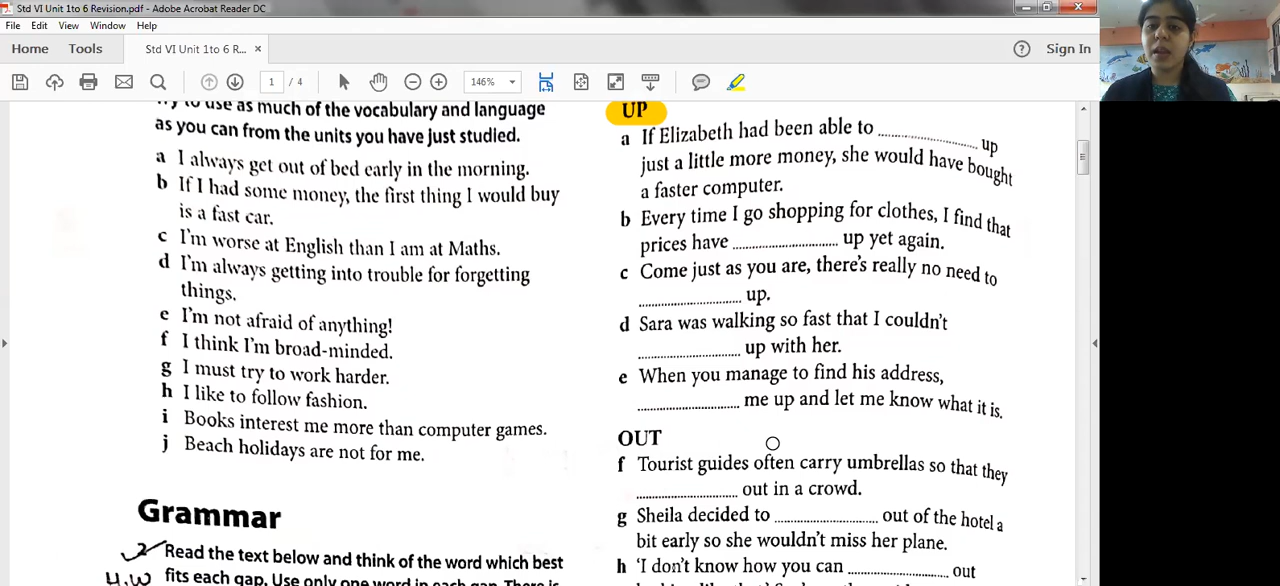 Std VI Unit 1to 6 Revision.pdf - Adobe Acrobat Reader DC
File Edit View Window Help
Home Tools Std VI Unit 1to 6 R... × Sign In
1 / 4 146%
Try to use as much of the vocabulary and language
as you can from the units you have just studied.
a I always get out of bed early in the morning.
b If I had some money, the first thing I would buy
is a fast car.
c I'm worse at English than I am at Maths.
d I'm always getting into trouble for forgetting
things.
e I'm not afraid of anything!
f I think I'm broad-minded.
g I must try to work harder.
h I like to follow fashion.
i Books interest me more than computer games.
j Beach holidays are not for me.
Grammar
2 Read the text below and think of the word which best
H.W fits each gap. Use only one word in each gap. There is
UP
a If Elizabeth had been able to .................... up
just a little more money, she would have bought
a faster computer.
b Every time I go shopping for clothes, I find that
prices have .................... up yet again.
c Come just as you are, there's really no need to
.................... up.
d Sara was walking so fast that I couldn't
.................... up with her.
e When you manage to find his address,
.................... me up and let me know what it is.
OUT
f Tourist guides often carry umbrellas so that they
.................... out in a crowd.
g Sheila decided to .................... out of the hotel a
bit early so she wouldn't miss her plane.
h 'I don't know how you can .................... out